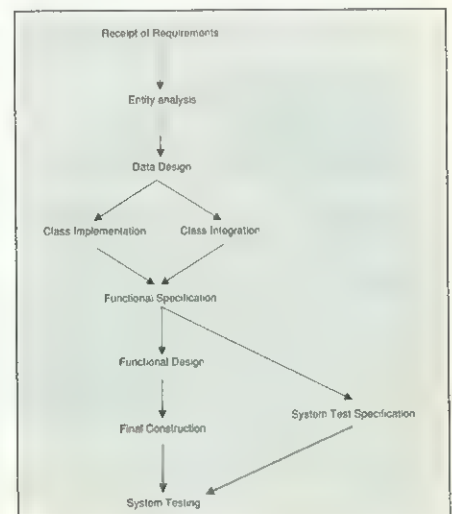 Receipt of Requirements
Entity analysis
Data Design
Class Implementation Class Integration
Functional Specification
Functional Design
System Test Specification
Final Construction
System Testing